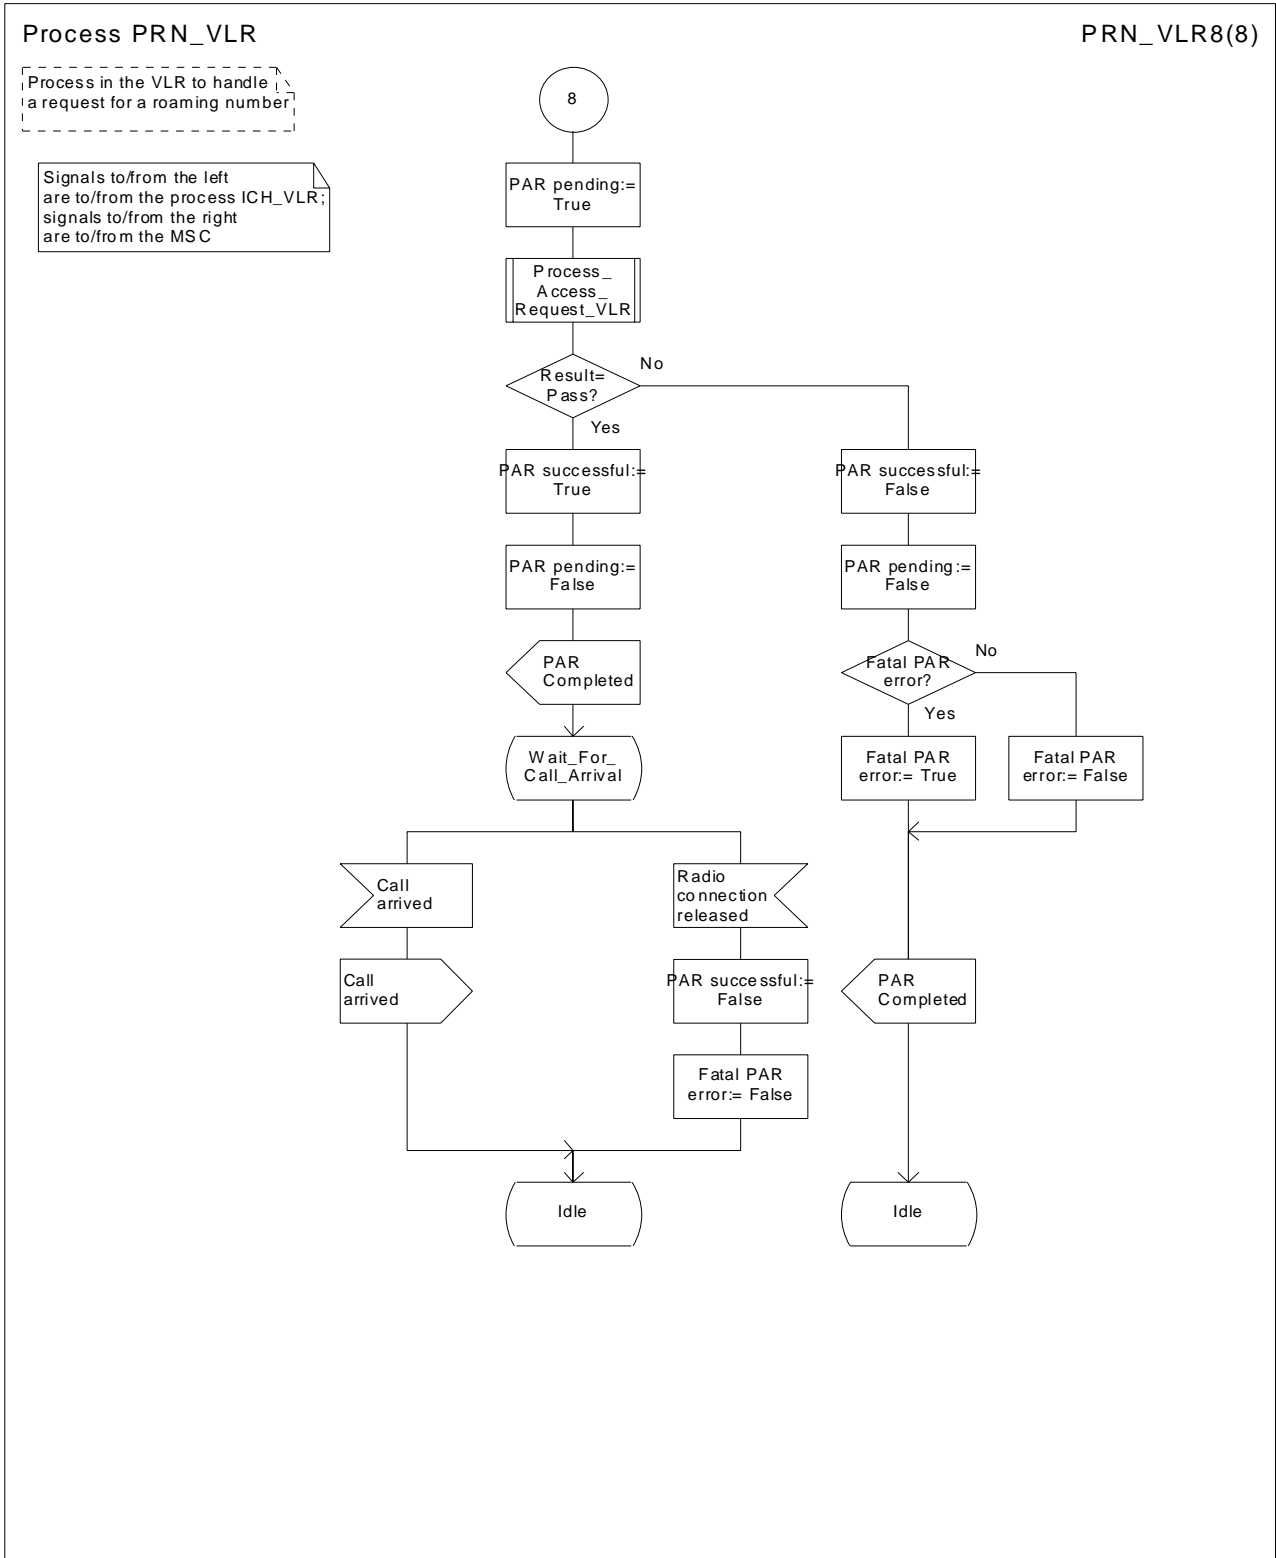 Process PRN_VLR
PRN_VLR8(8)
Process in the VLR to handle
a request for a roaming number
Signals to/from the left
are to/from the process ICH_VLR;
signals to/from the right
are to/from the MSC
8
PAR pending:=
True
Process_
Access_
Request_VLR
Result=
Pass?
No
Yes
PAR successful:=
True
PAR successful:=
False
PAR pending:=
False
PAR pending:=
False
PAR
Completed
Fatal PAR
error?
No
Yes
Wait_For_
Call_Arrival
Fatal PAR
error:= True
Fatal PAR
error:= False
Call
arrived
Radio
connection
released
Call
arrived
PAR successful:=
False
PAR
Completed
Fatal PAR
error:= False
Idle
Idle